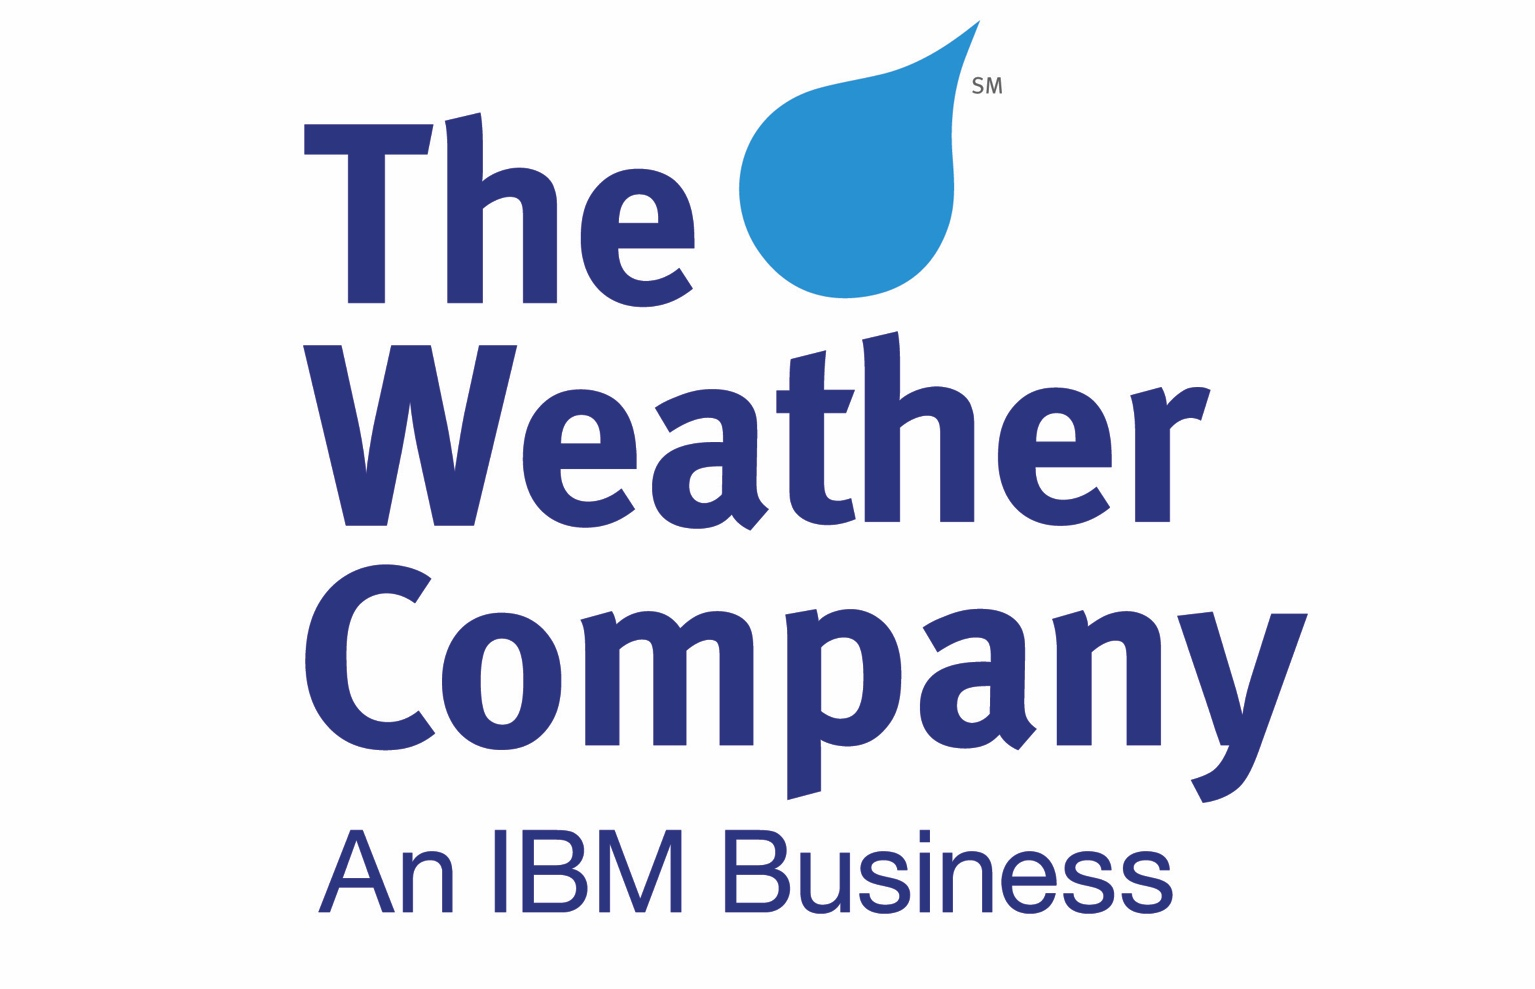 SM
The
Weather
Company
An IBM Business